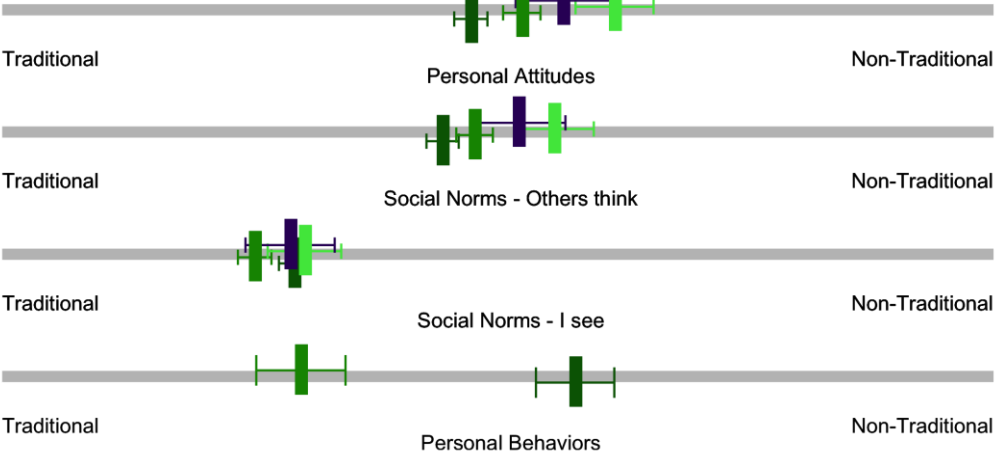 Traditional
Non-Traditional
Personal Attitudes
Traditional
Non-Traditional
Social Norms - Others think
Traditional
Non-Traditional
Social Norms - I see
Traditional
Non-Traditional
Personal Behaviors